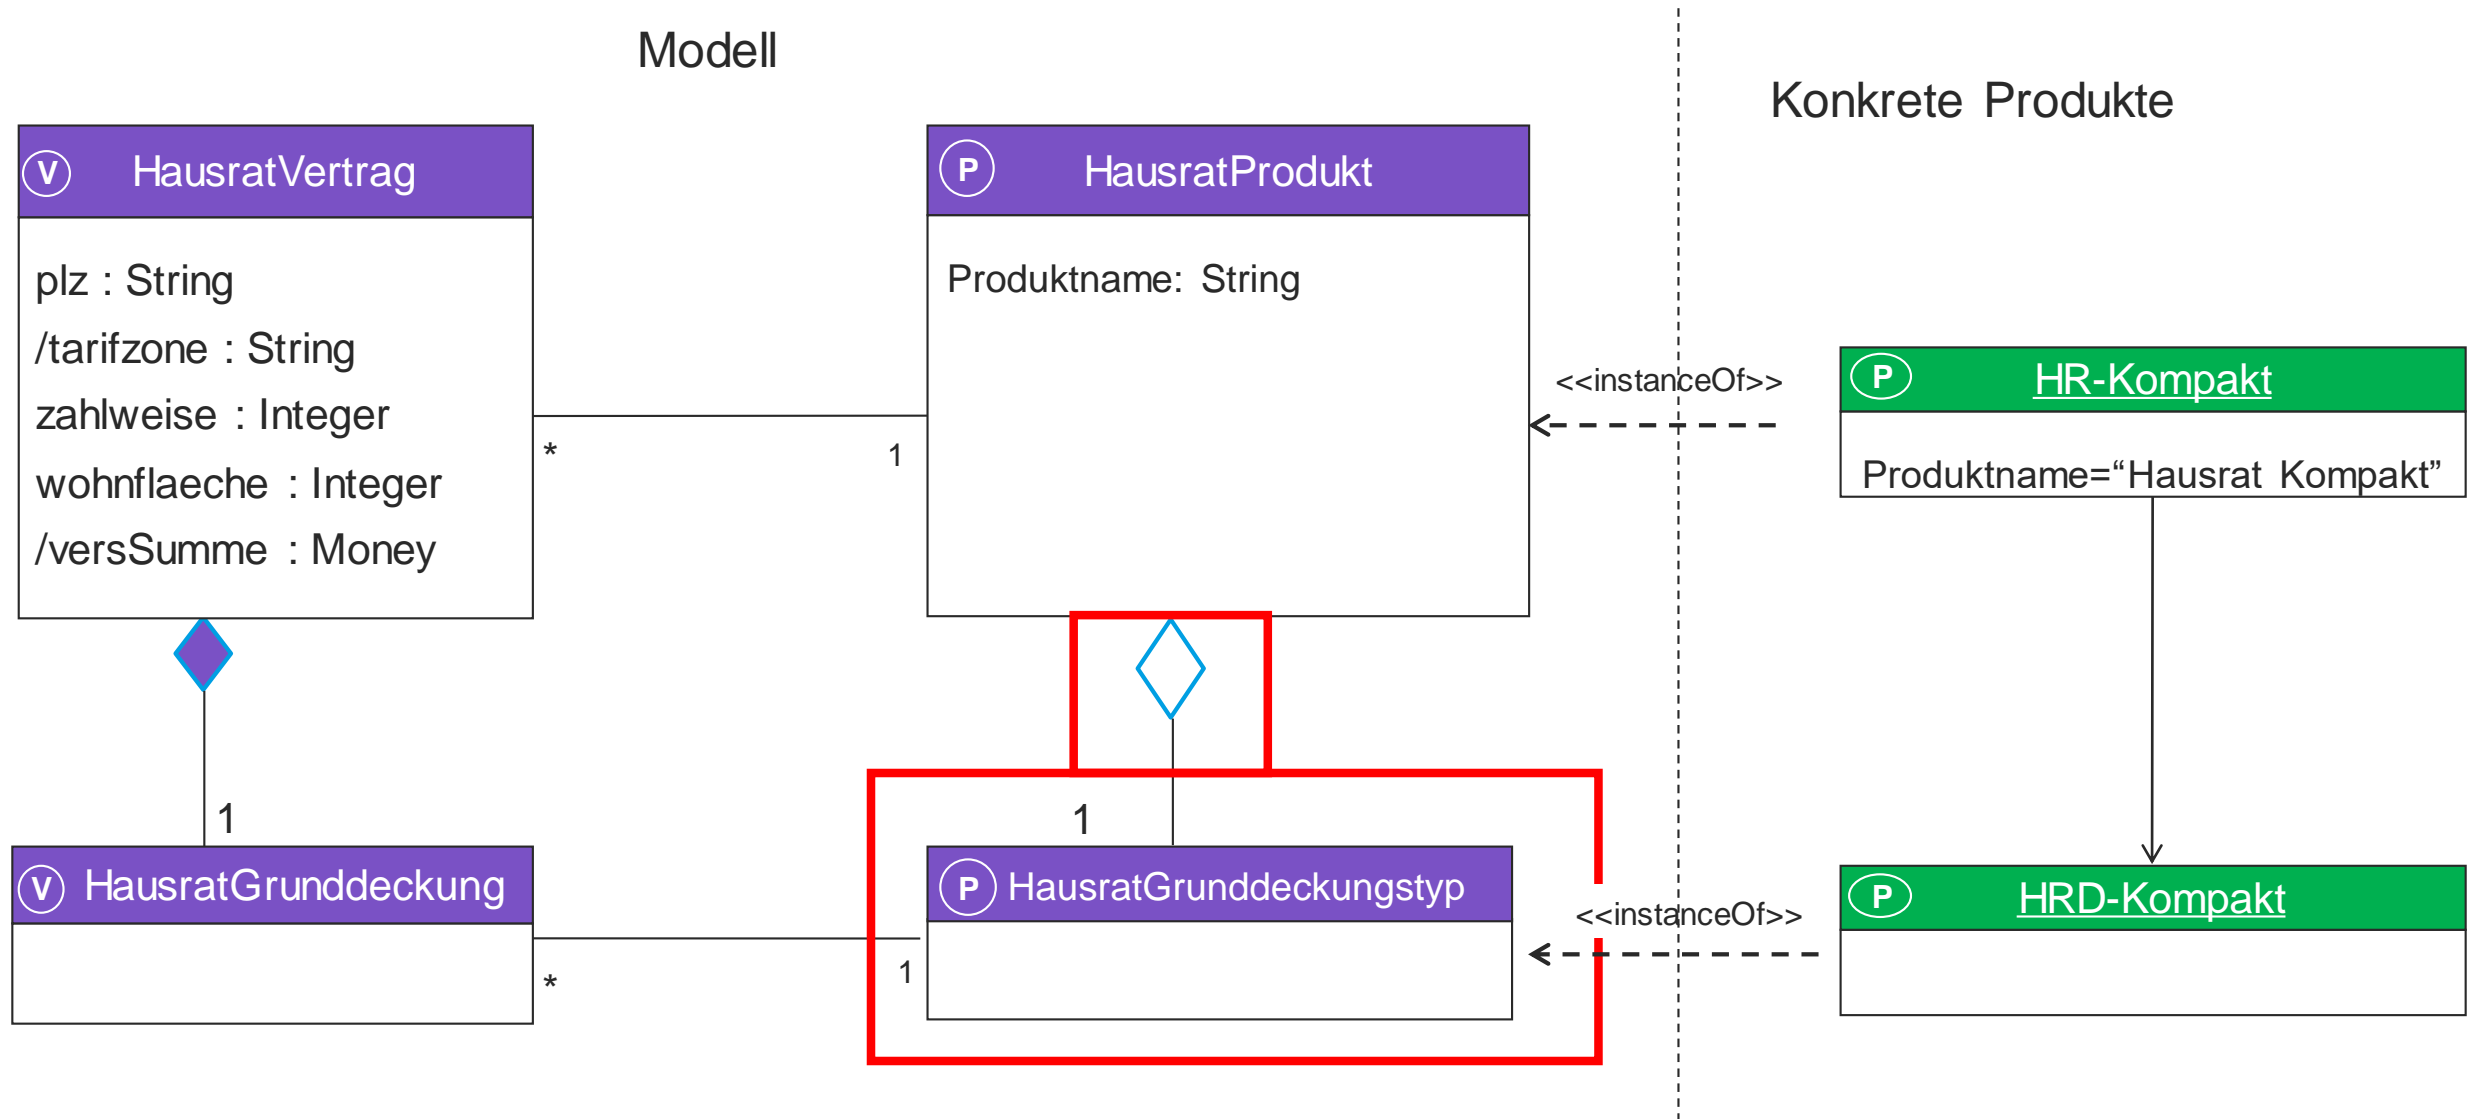 Modell
Konkrete Produkte
V HausratVertrag
plz : String
/tarifzone : String
zahlweise : Integer
wohnflaeche : Integer
/versSumme : Money
P HausratProdukt
Produktname: String
* 1
<<instanceOf>>
P HR-Kompakt
Produktname=“Hausrat Kompakt”
1
1
V HausratGrunddeckung
P HausratGrunddeckungstyp
* 1
<<instanceOf>>
P HRD-Kompakt